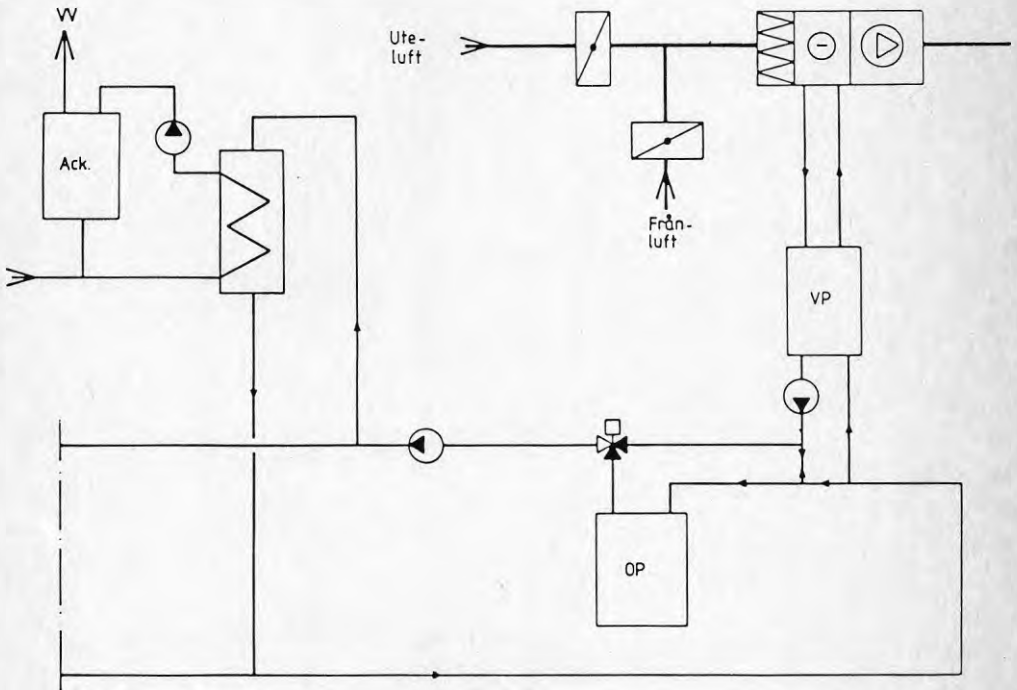 VV
Ute-
luft
Ack.
Från-
luft
VP
OP